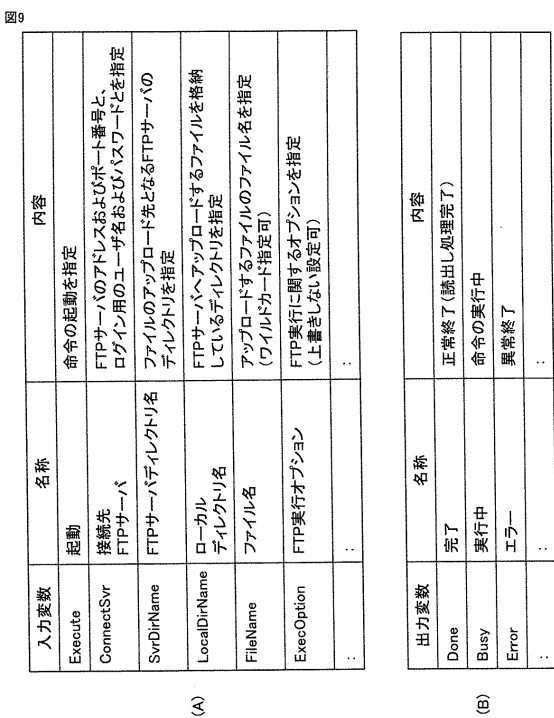 図9
(A)
入力変数 名称 内容
Execute 起動 命令の起動を指定
ConnectSvr 接続先
FTPサーバ FTPサーバのアドレスおよびポート番号と、
ログイン用のユーザ名およびパスワードとを指定
SvrDirName FTPサーバディレクトリ名 ファイルのアップロード先となるFTPサーバの
ディレクトリを指定
LocalDirName ローカル
ディレクトリ名 FTPサーバへアップロードするファイルを格納
しているディレクトリを指定
FileName ファイル名 アップロードするファイルのファイル名を指定
(ワイルドカード指定可)
ExecOption FTP実行オプション FTP実行に関するオプションを指定
(上書きしない設定可)
: : :
(B)
出力変数 名称 内容
Done 完了 正常終了(読出し処理完了)
Busy 実行中 命令の実行中
Error エラー 異常終了
: : :